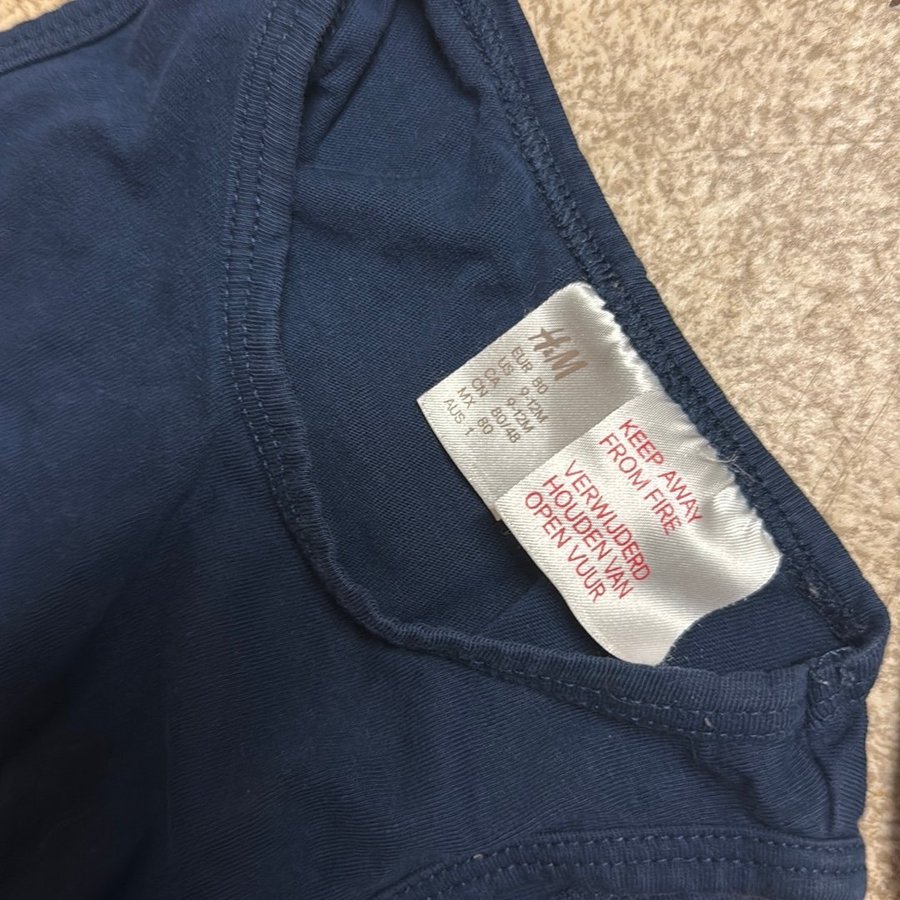 H&M
EUR 80
US 9-12M
CA 9-12M
CN 80/48
MX 80
AUS 1
KEEP AWAY
FROM FIRE
VERWIJDERD
HOUDEN VAN
OPEN VUUR